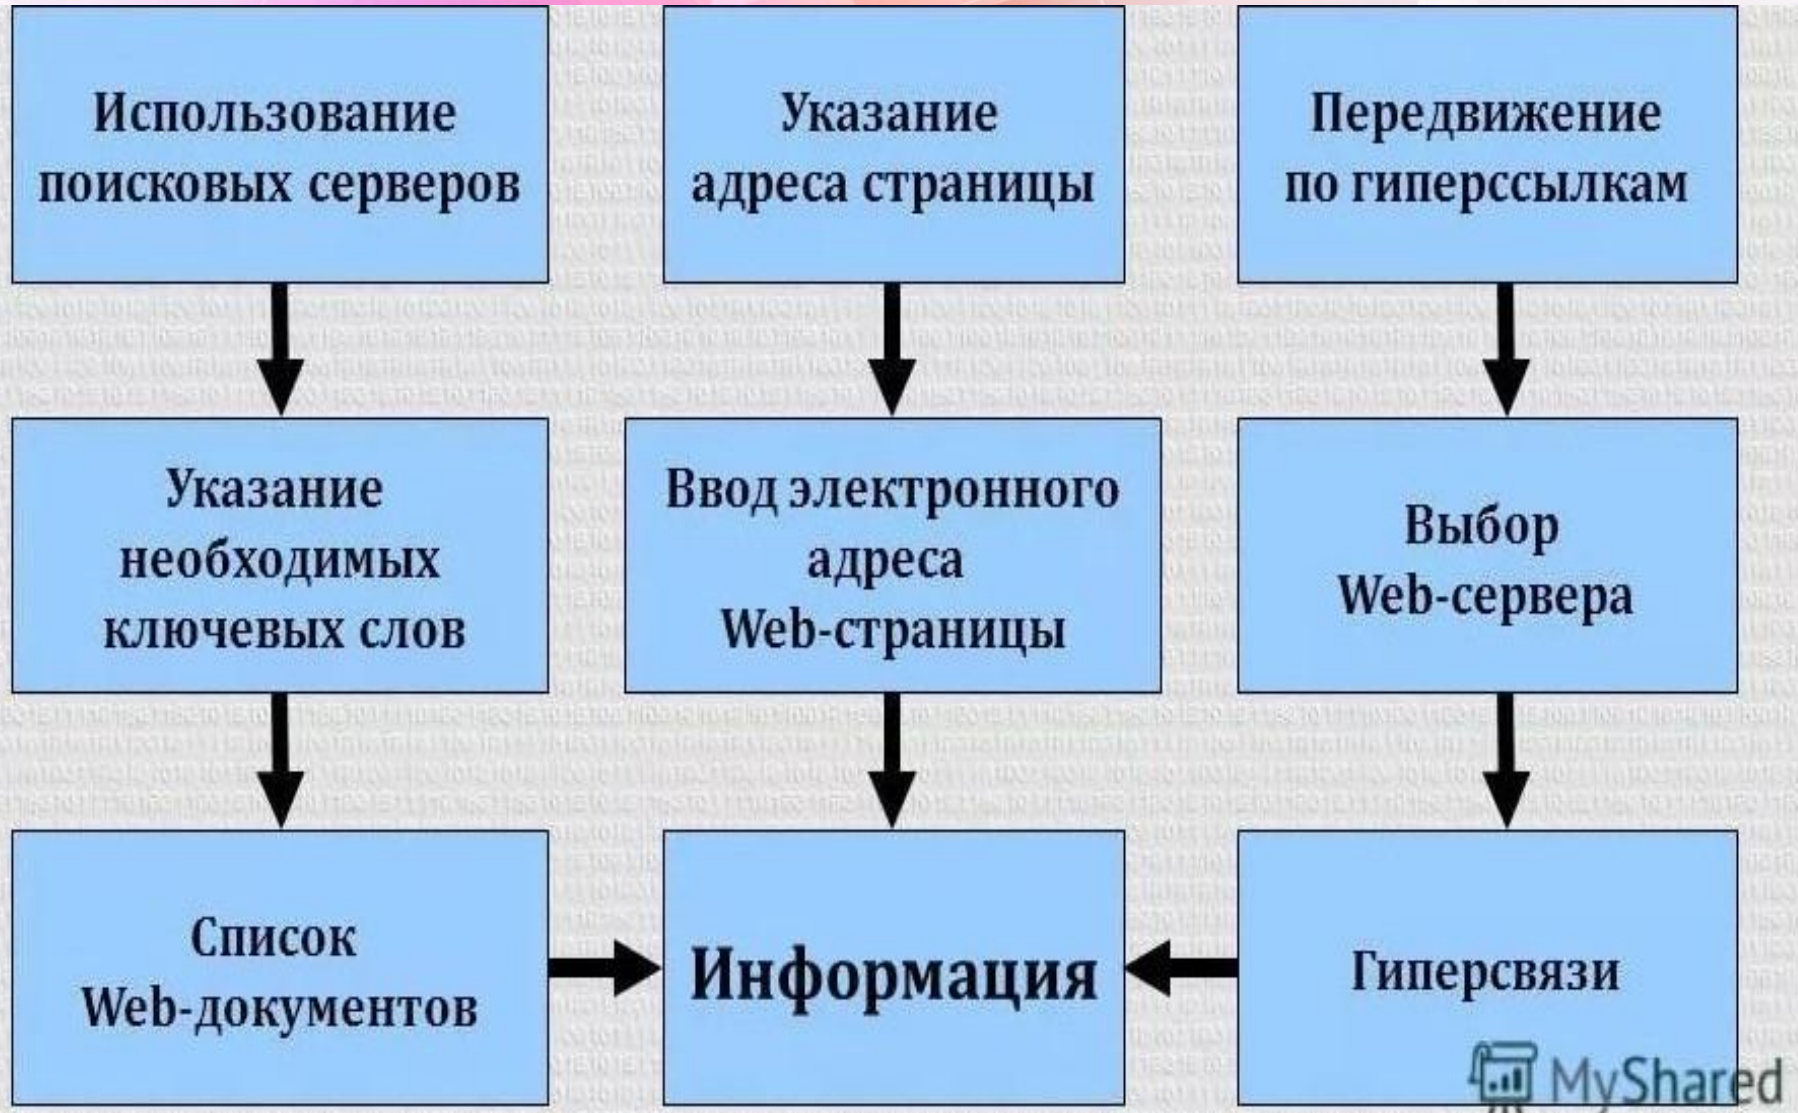 Использование
поисковых серверов
Указание
адреса страницы
Передвижение
по гиперссылкам
Указание
необходимых
ключевых слов
Ввод электронного
адреса
Web-страницы
Выбор
Web-сервера
Список
Web-документов
Информация
Гиперсвязи
MyShared